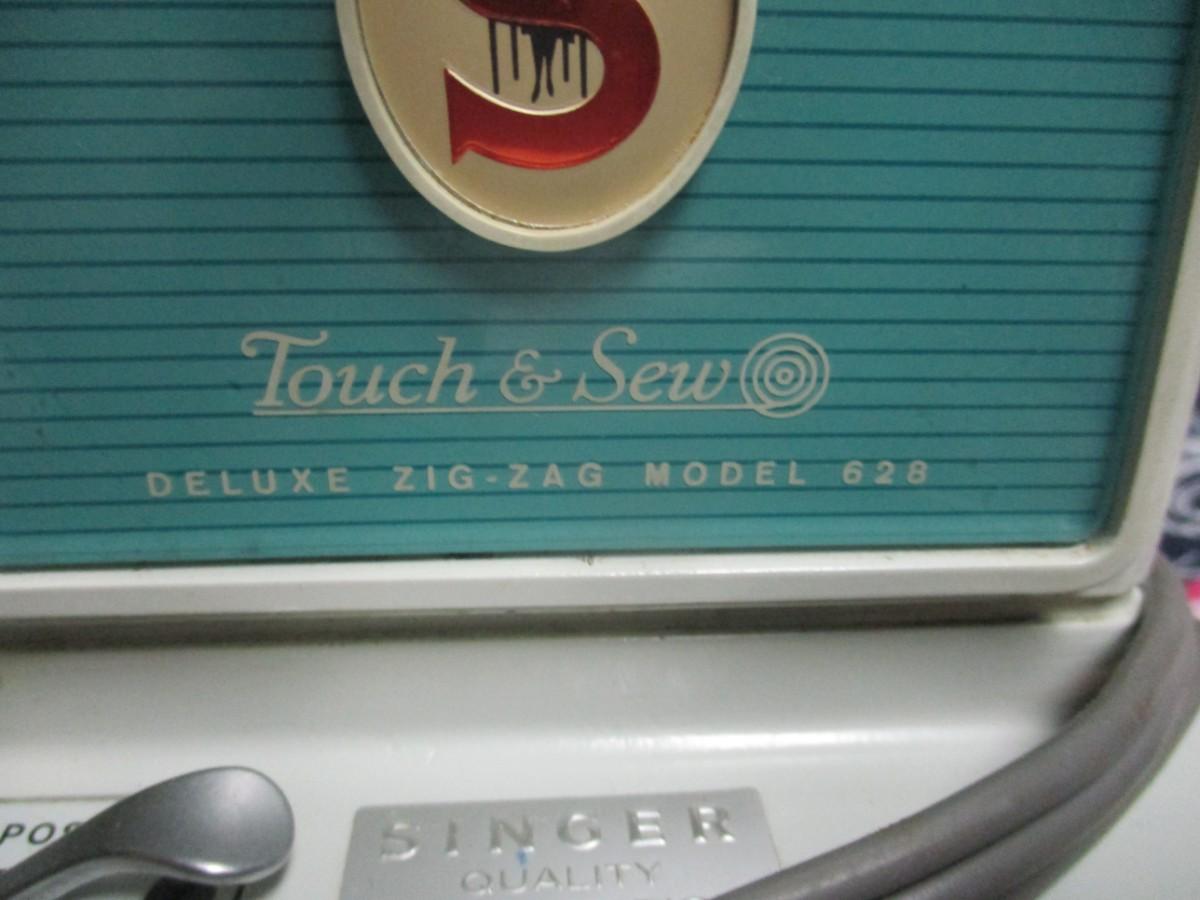 S
Touch & Sew
DELUXE ZIG-ZAG MODEL 628
SINGER
QUALITY